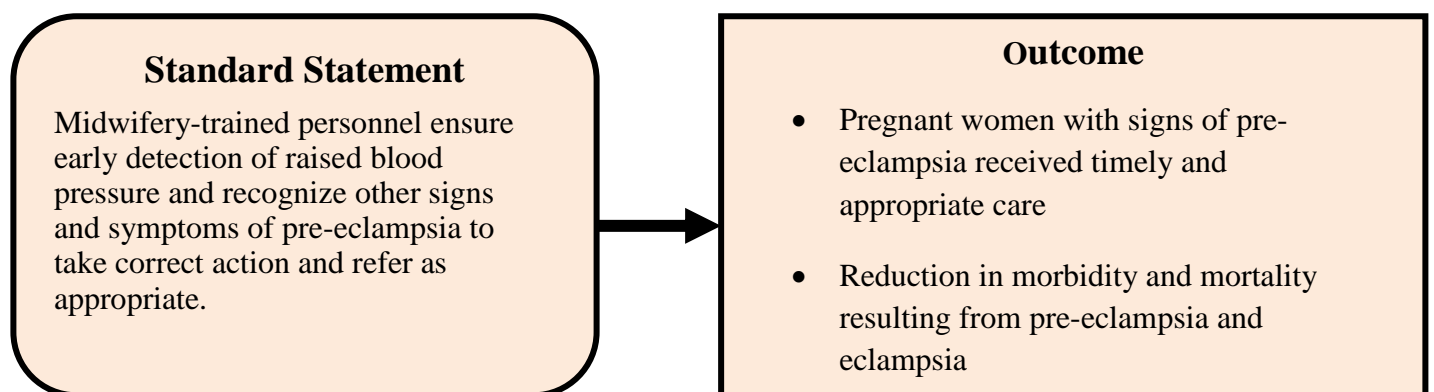 Standard Statement
Midwifery-trained personnel ensure
early detection of raised blood
pressure and recognize other signs
and symptoms of pre-eclampsia to
take correct action and refer as
appropriate.
Outcome
• Pregnant women with signs of pre-
eclampsia received timely and
appropriate care
• Reduction in morbidity and mortality
resulting from pre-eclampsia and
eclampsia